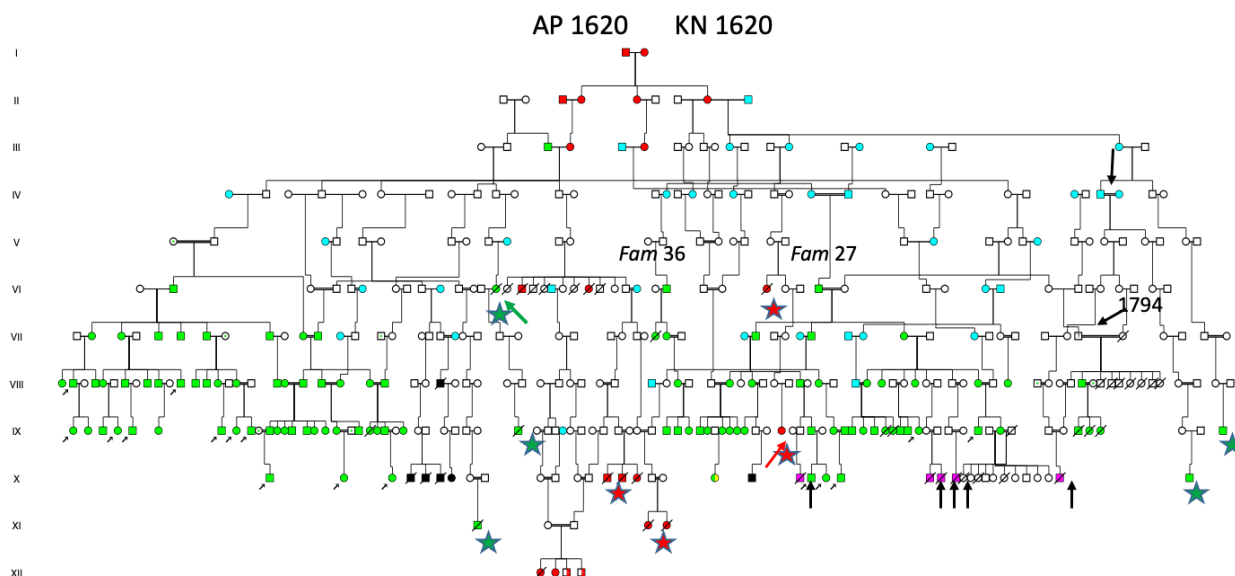 AP 1620 KN 1620
I
II
III
IV
V
Fam 36 Fam 27
VI
1794
VII
VIII
IX
X
XI
XII